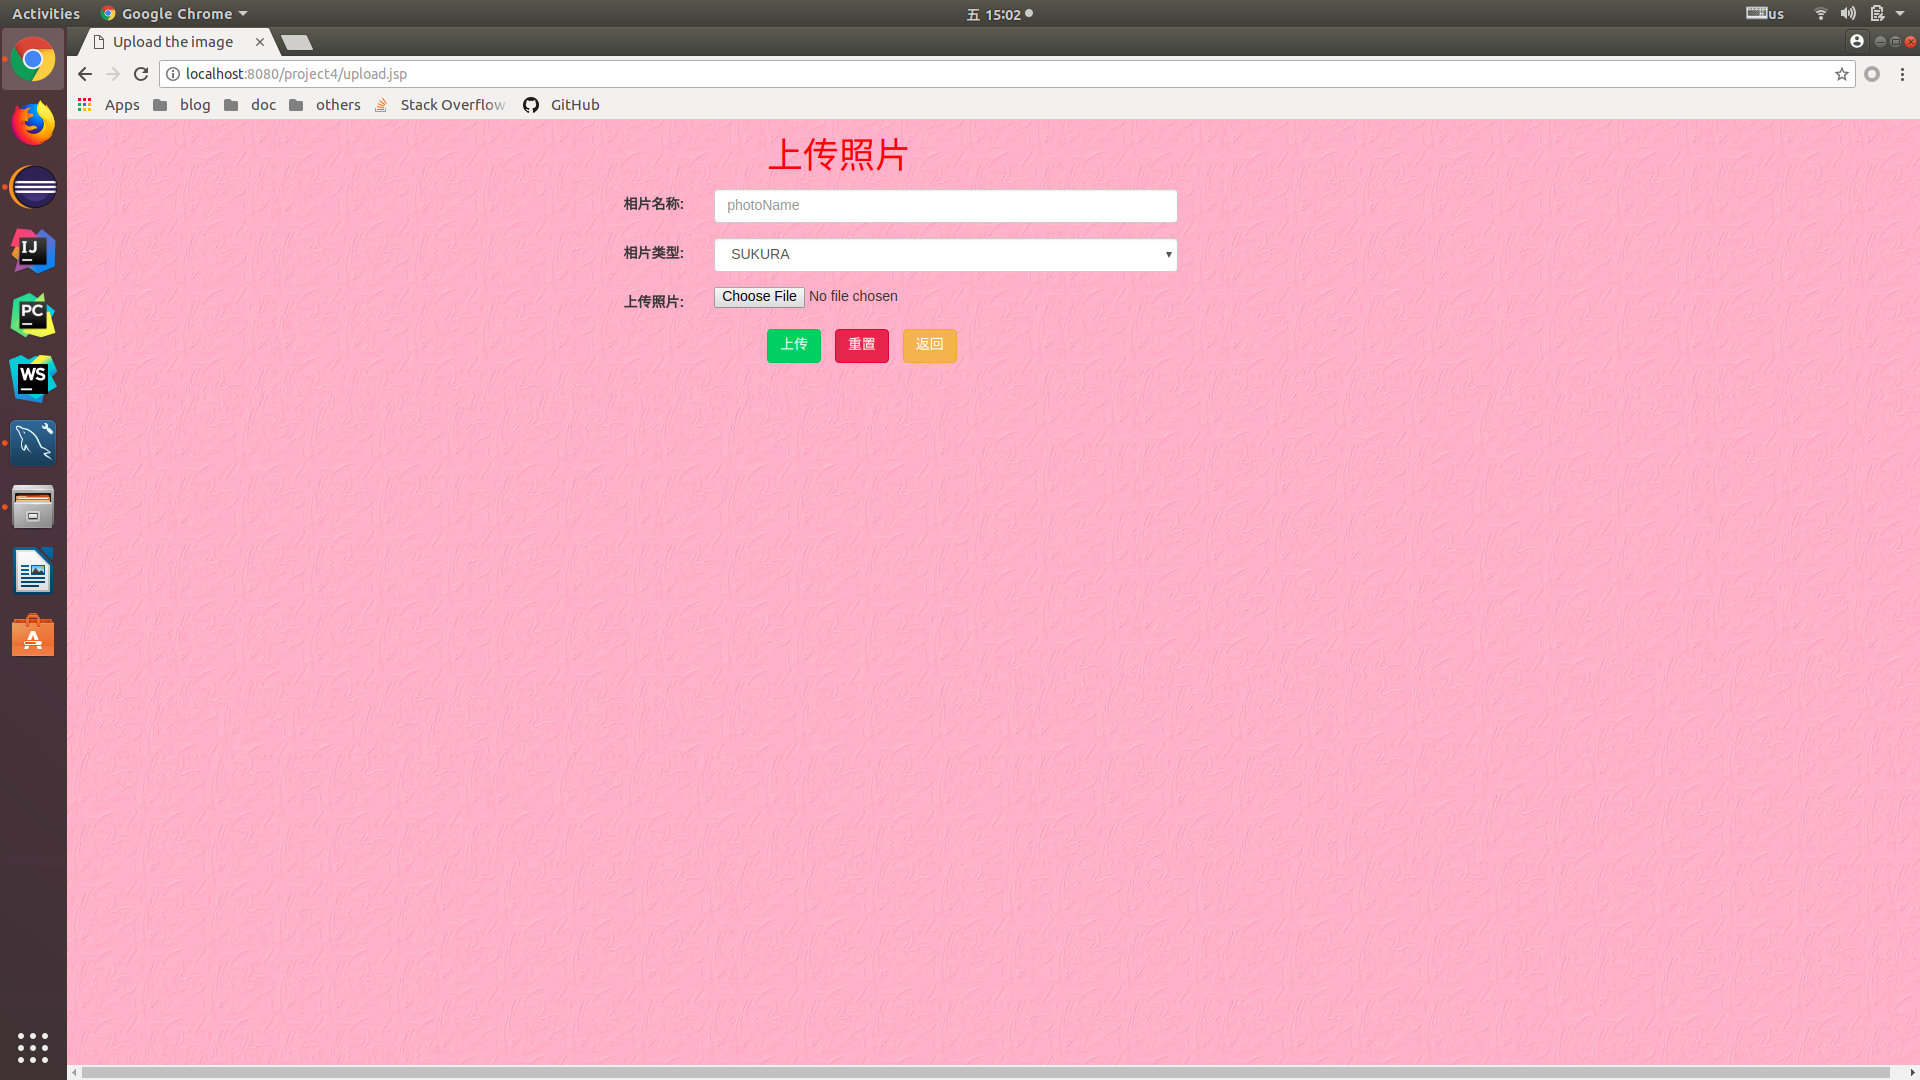 Activities
Google Chrome
五 15:02
us
Upload the image
localhost:8080/project4/upload.jsp
Apps
blog
doc
others
Stack Overflow
GitHub
上传照片
相片名称:
photoName
相片类型:
SUKURA
上传照片:
Choose File No file chosen
上传
重置
返回
IJ
PC
WS